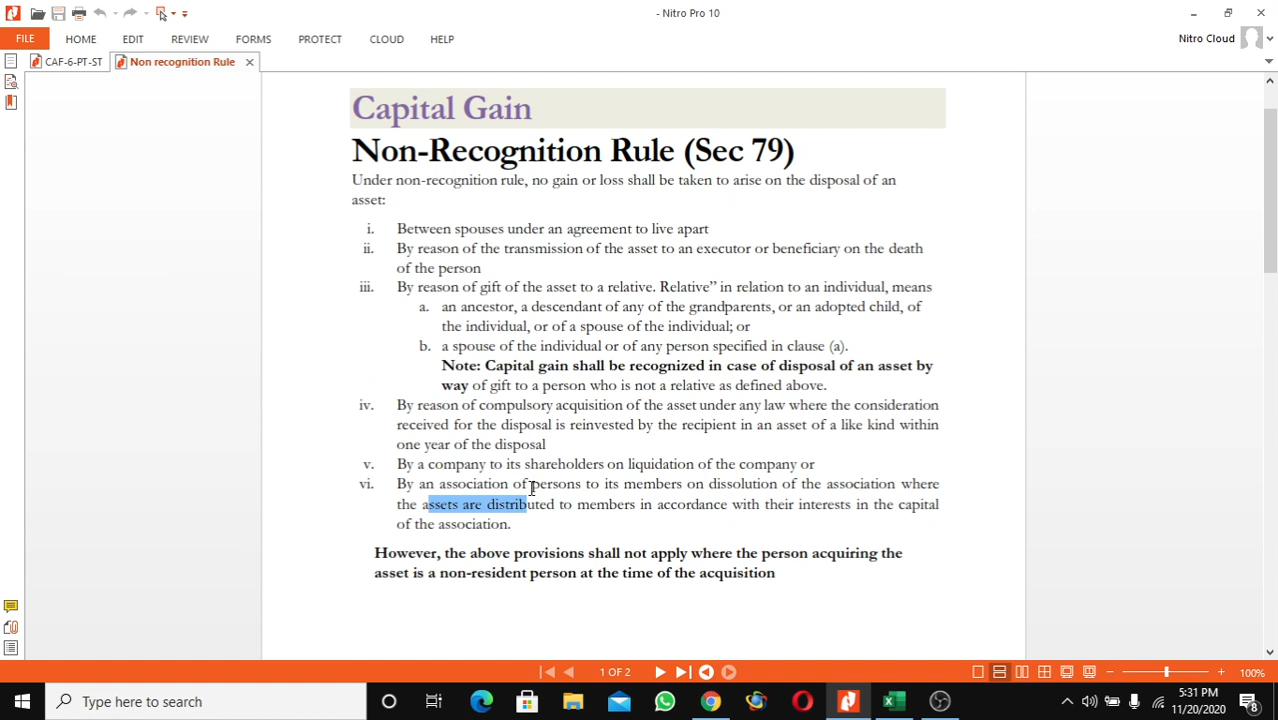 - Nitro Pro 10
FILE
HOME
EDIT
REVIEW
FORMS
PROTECT
CLOUD
HELP
Nitro Cloud
CAF-6-PT-ST
Non recognition Rule
Capital Gain
Non-Recognition Rule (Sec 79)
Under non-recognition rule, no gain or loss shall be taken to arise on the disposal of an
asset:
i. Between spouses under an agreement to live apart
ii. By reason of the transmission of the asset to an executor or beneficiary on the death
of the person
iii. By reason of gift of the asset to a relative. Relative” in relation to an individual, means
a. an ancestor, a descendant of any of the grandparents, or an adopted child, of
the individual, or of a spouse of the individual; or
b. a spouse of the individual or of any person specified in clause (a).
Note: Capital gain shall be recognized in case of disposal of an asset by
way of gift to a person who is not a relative as defined above.
iv. By reason of compulsory acquisition of the asset under any law where the consideration
received for the disposal is reinvested by the recipient in an asset of a like kind within
one year of the disposal
v. By a company to its shareholders on liquidation of the company or
vi. By an association of persons to its members on dissolution of the association where
the assets are distributed to members in accordance with their interests in the capital
of the association.
However, the above provisions shall not apply where the person acquiring the
asset is a non-resident person at the time of the acquisition
1 OF 2
100%
Type here to search
5:31 PM
11/20/2020
8